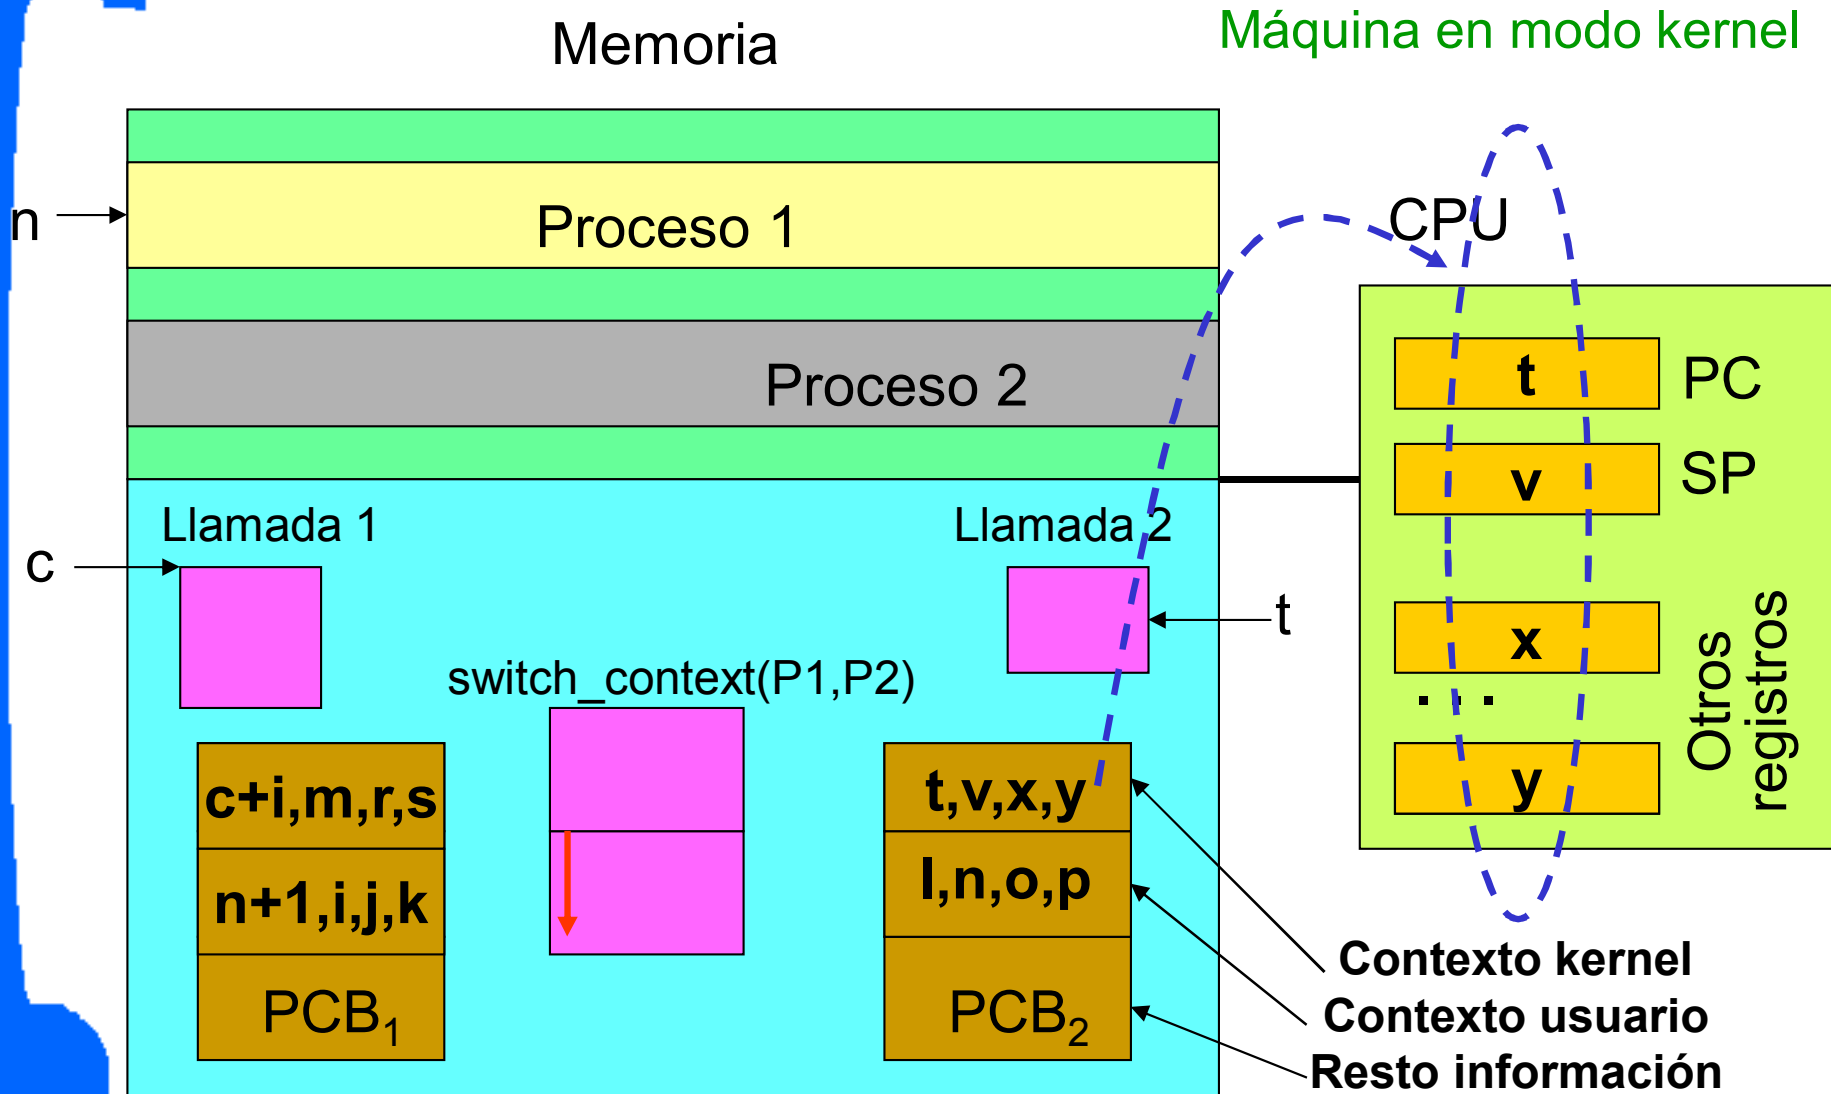 Memoria
Máquina en modo kernel
n
Proceso 1
CPU
Proceso 2
t
PC
v
SP
Llamada 1
Llamada 2
c
t
x
switch_context(P1,P2)
. . .
Otros
registros
c+i,m,r,s
t,v,x,y
y
n+1,i,j,k
l,n,o,p
PCB1
PCB2
Contexto kernel
Contexto usuario
Resto información